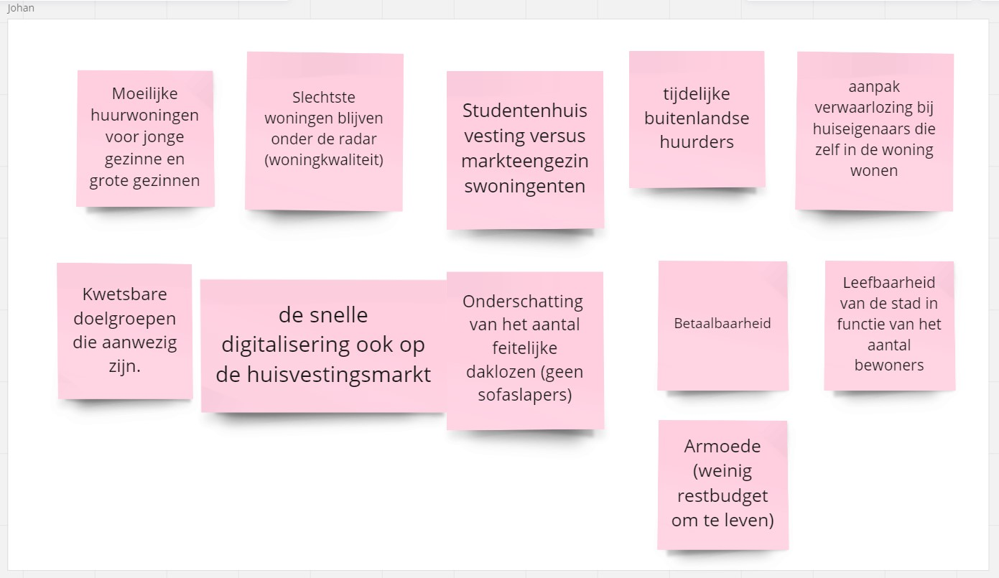 Johan
Moeilijke
huurwoningen
voor jonge
gezinne en
grote gezinnen
Slechtste
woningen blijven
onder de radar
(woningkwaliteit)
Studentenhuis
vesting versus
markteengezin
swoningenten
tijdelijke
buitenlandse
huurders
aanpak
verwaarlozing bij
huiseigenaars die
zelf in de woning
wonen
Kwetsbare
doelgroepen
die aanwezig
zijn.
de snelle
digitalisering ook op
de huisvestingsmarkt
Onderschatting
van het aantal
feitelijke
daklozen (geen
sofaslapers)
Betaalbaarheid
Leefbaarheid
van de stad in
functie van het
aantal
bewoners
Armoede
(weinig
restbudget
om te leven)